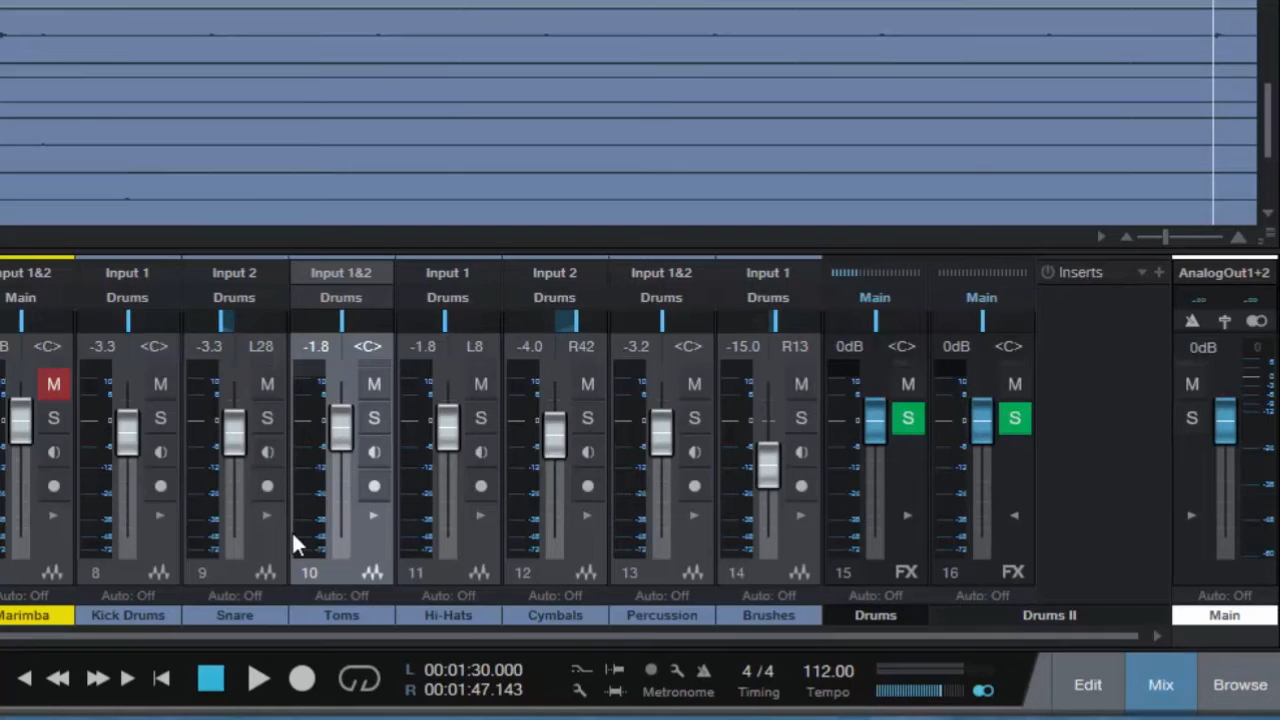 put 1&2 Input 1 Input 2 Input 1&2 Input 1 Input 2 Input 1&2 Input 1 Inserts AnalogOut1+2
Main Drums Drums Drums Drums Drums Drums Drums Main Main
B <C> -3.3 <C> -3.3 L28 -1.8 <C> -1.8 L8 -4.0 R42 -3.2 <C> -15.0 R13 0dB <C> 0dB <C> 0dB 0
M M M M M M M M M M M
S S S S S S S S S S S
8 9 10 11 12 13 14 15 FX 16 FX
Auto: Off Auto: Off Auto: Off Auto: Off Auto: Off Auto: Off Auto: Off Auto: Off Auto: Off Auto: Off Auto: Off
Marimba Kick Drums Snare Toms Hi-Hats Cymbals Percussion Brushes Drums Drums II Main
L 00:01:30.000 4 / 4 112.00
R 00:01:47.143 Metronome Timing Tempo
Edit Mix Browse